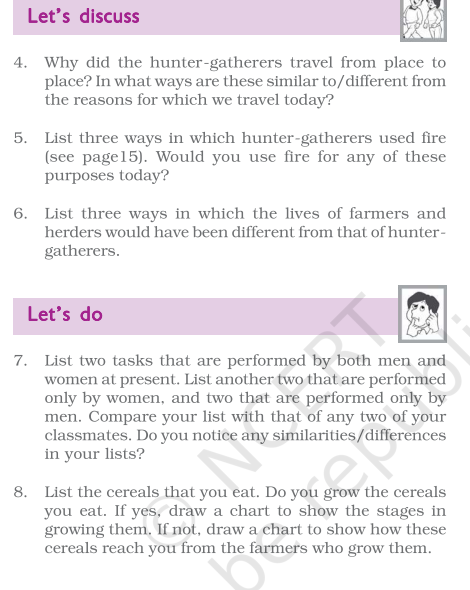 Let's discuss
4. Why did the hunter-gatherers travel from place to
place? In what ways are these similar to/different from
the reasons for which we travel today?
5. List three ways in which hunter-gatherers used fire
(see page15). Would you use fire for any of these
purposes today?
6. List three ways in which the lives of farmers and
herders would have been different from that of hunter-
gatherers.
Let's do
7. List two tasks that are performed by both men and
women at present. List another two that are performed
only by women, and two that are performed only by
men. Compare your list with that of any two of your
classmates. Do you notice any similarities/differences
in your lists?
8. List the cereals that you eat. Do you grow the cereals
you eat. If yes, draw a chart to show the stages in
growing them. If not, draw a chart to show how these
cereals reach you from the farmers who grow them.
© NCERT
be republi